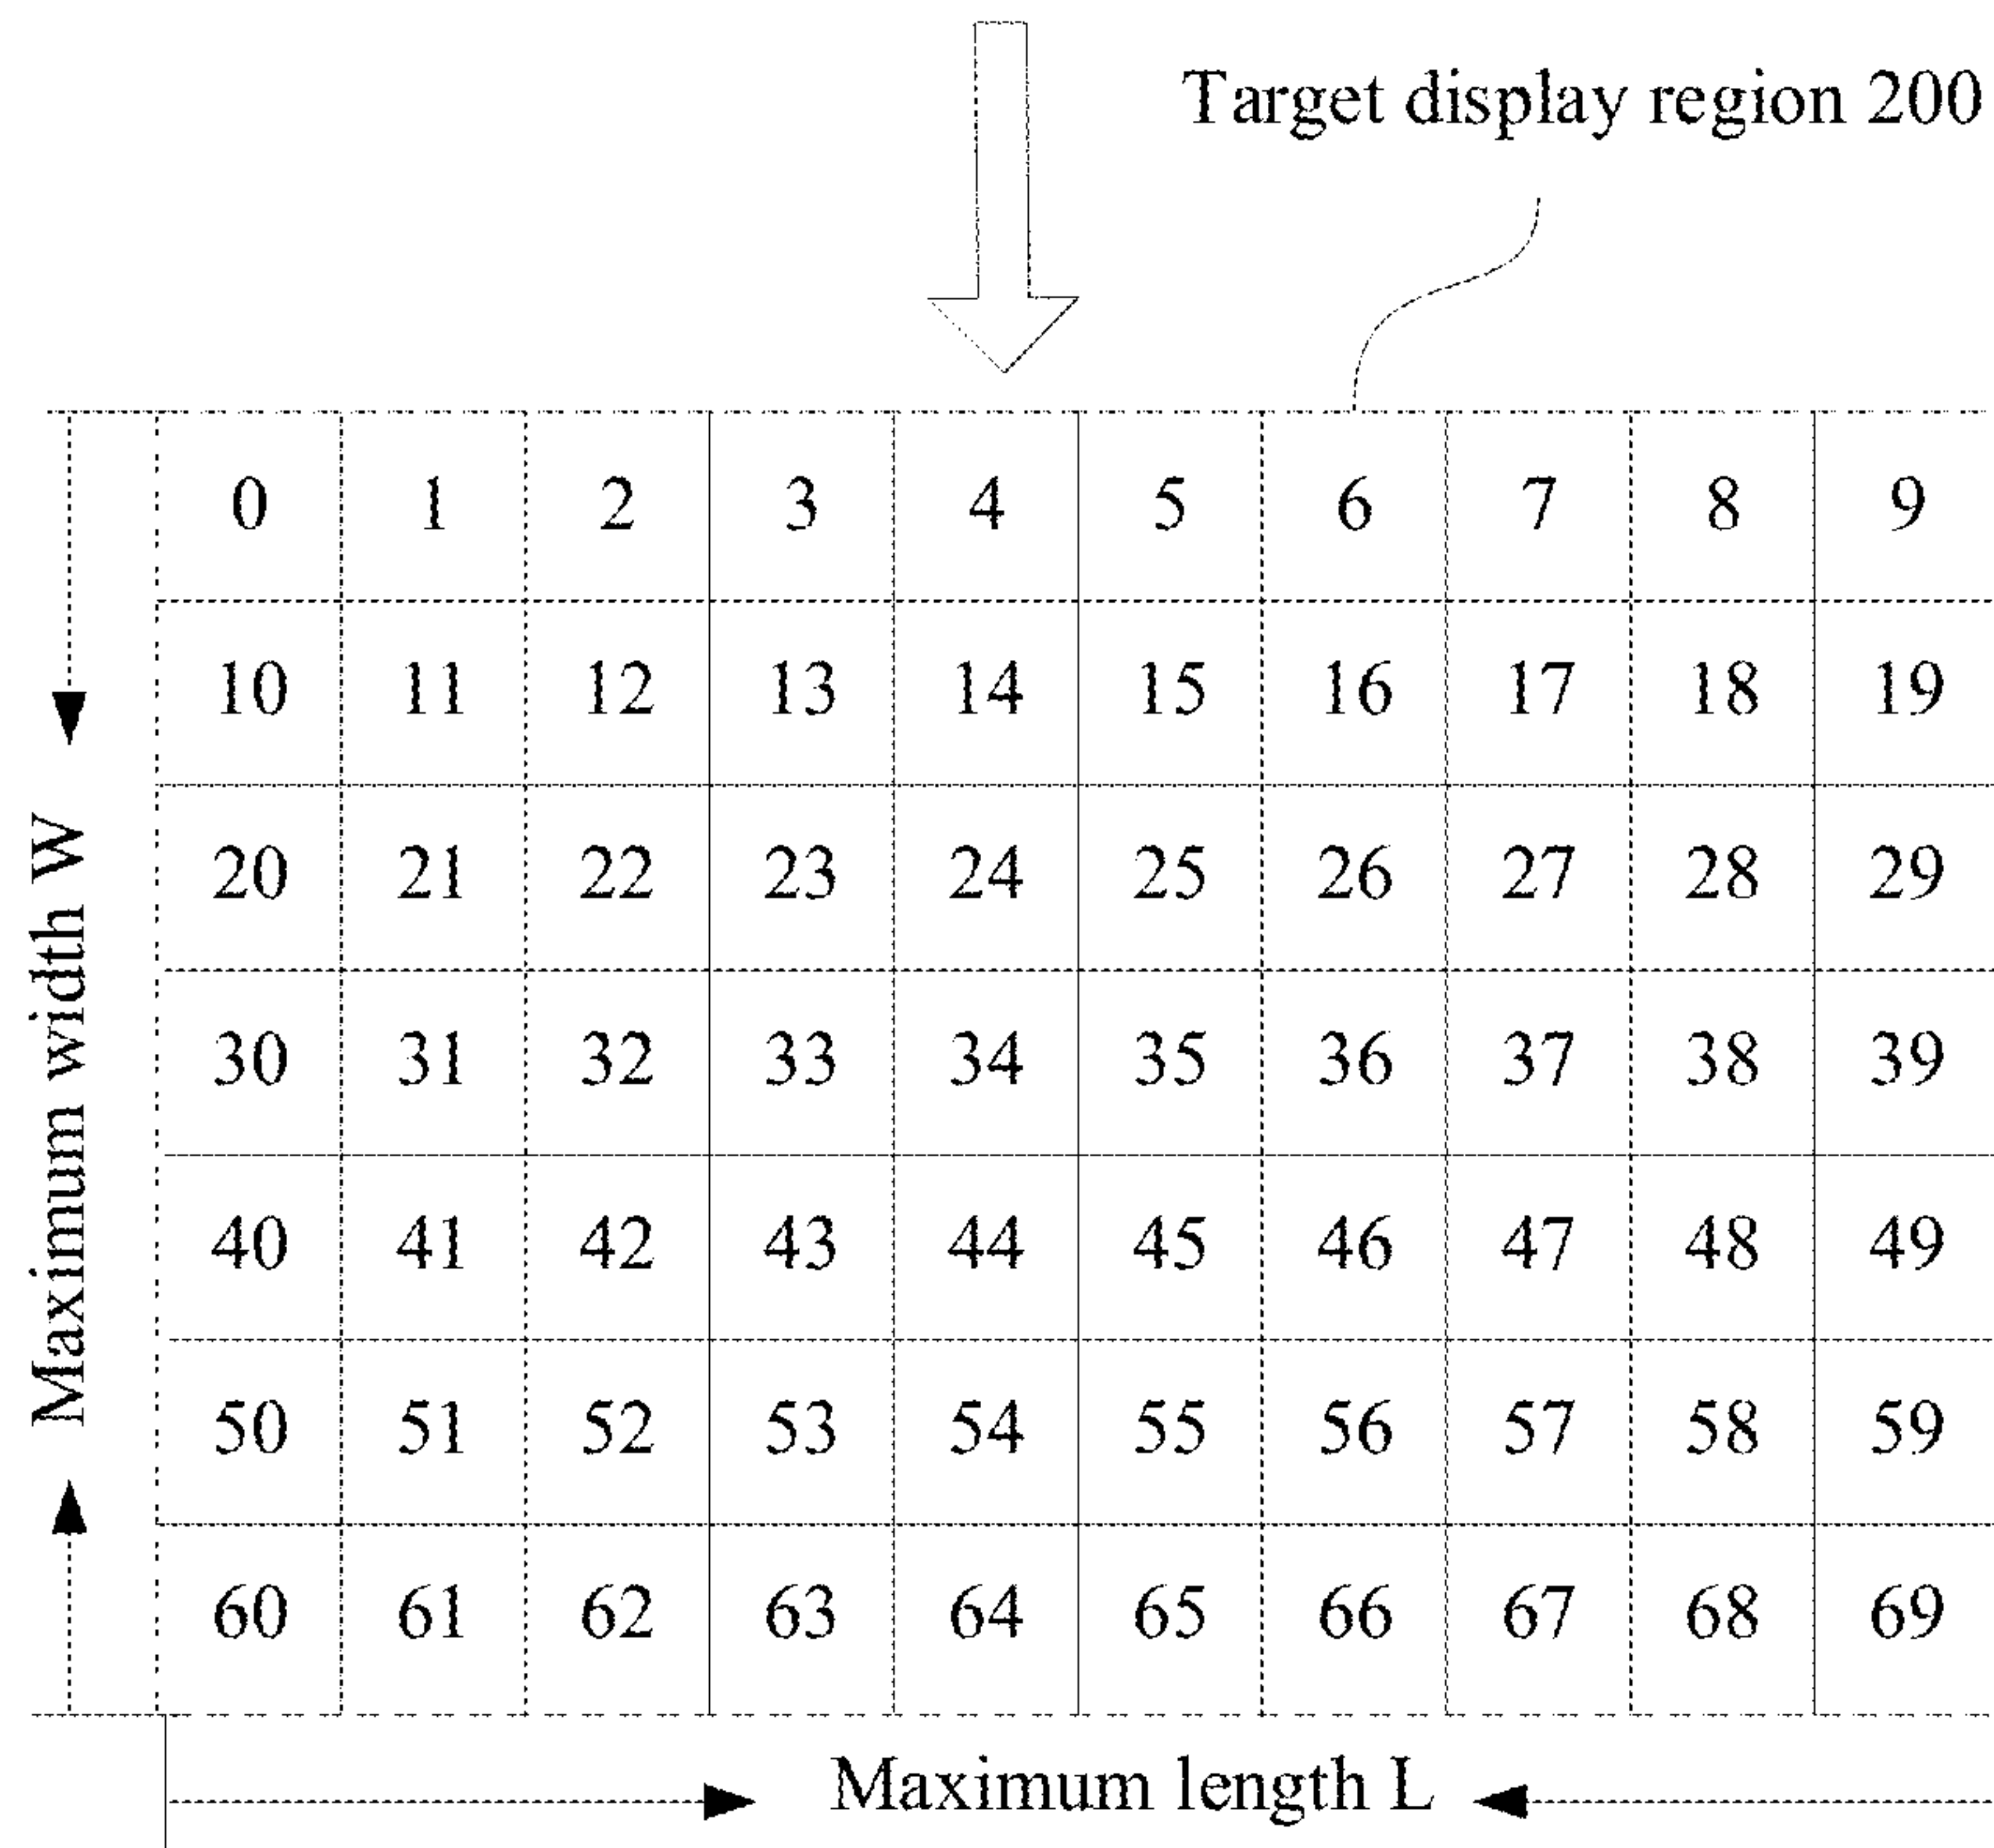 Target display region 200
0 1 2 3 4 5 6 7 8 9
10 11 12 13 14 15 16 17 18 19
20 21 22 23 24 25 26 27 28 29
30 31 32 33 34 35 36 37 38 39
40 41 42 43 44 45 46 47 48 49
50 51 52 53 54 55 56 57 58 59
60 61 62 63 64 65 66 67 68 69
Maximum width W
Maximum length L